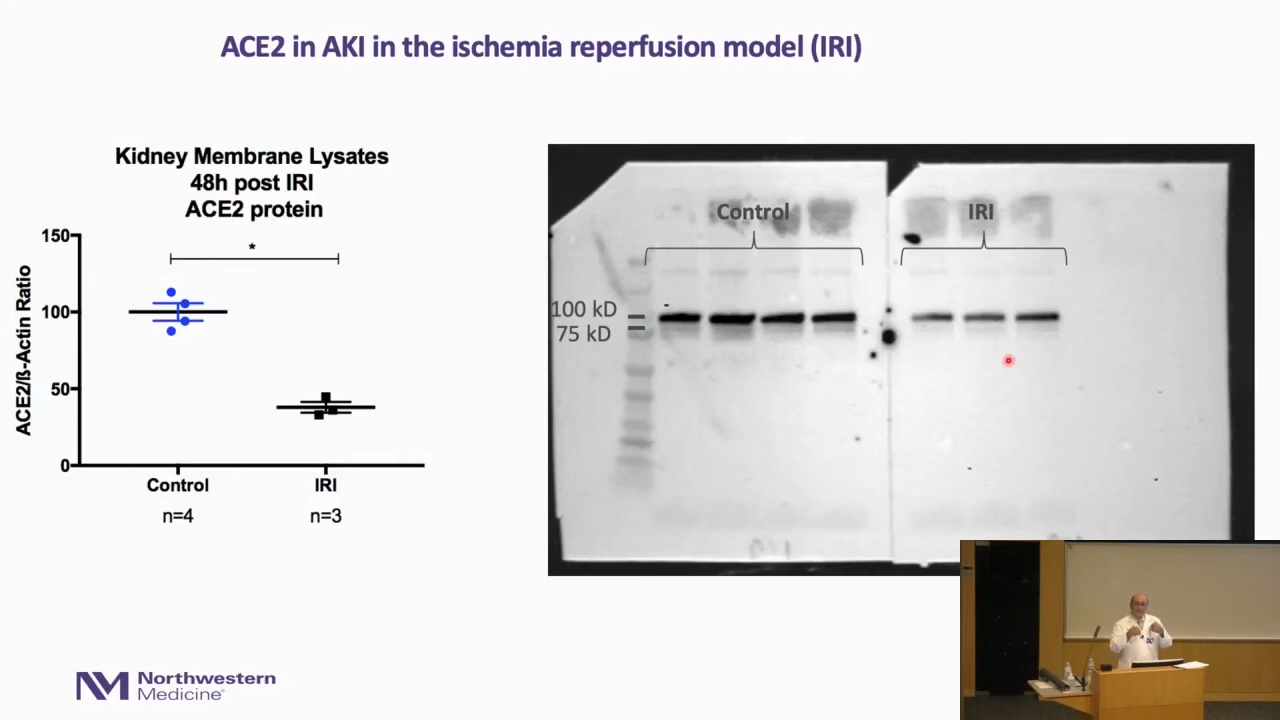 ACE2 in AKI in the ischemia reperfusion model (IRI)
Kidney Membrane Lysates
48h post IRI
ACE2 protein
150
100
50
0
ACE2/ß-Actin Ratio
*
Control
IRI
n=4
n=3
Control
IRI
100 kD
75 kD
Northwestern
Medicine®